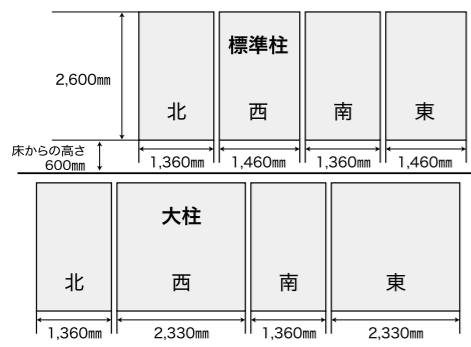 標準柱
2,600㎜
北 西 南 東
床からの高さ
600㎜
1,360㎜ 1,460㎜ 1,360㎜ 1,460㎜
大柱
北 西 南 東
1,360㎜ 2,330㎜ 1,360㎜ 2,330㎜